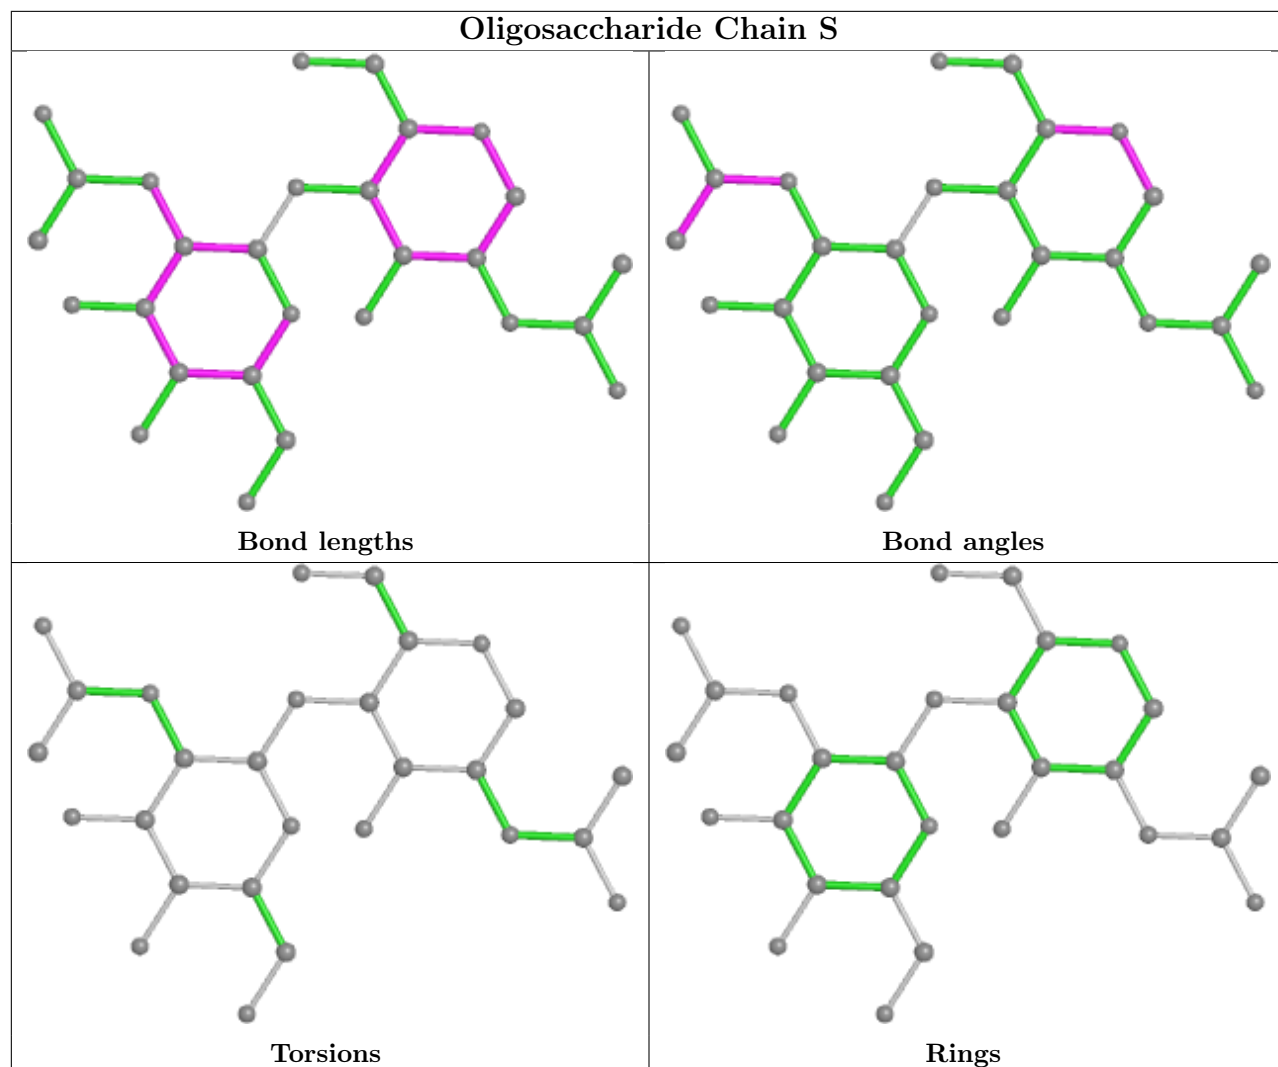 Oligosaccharide Chain S
Bond lengths
Bond angles
Torsions
Rings